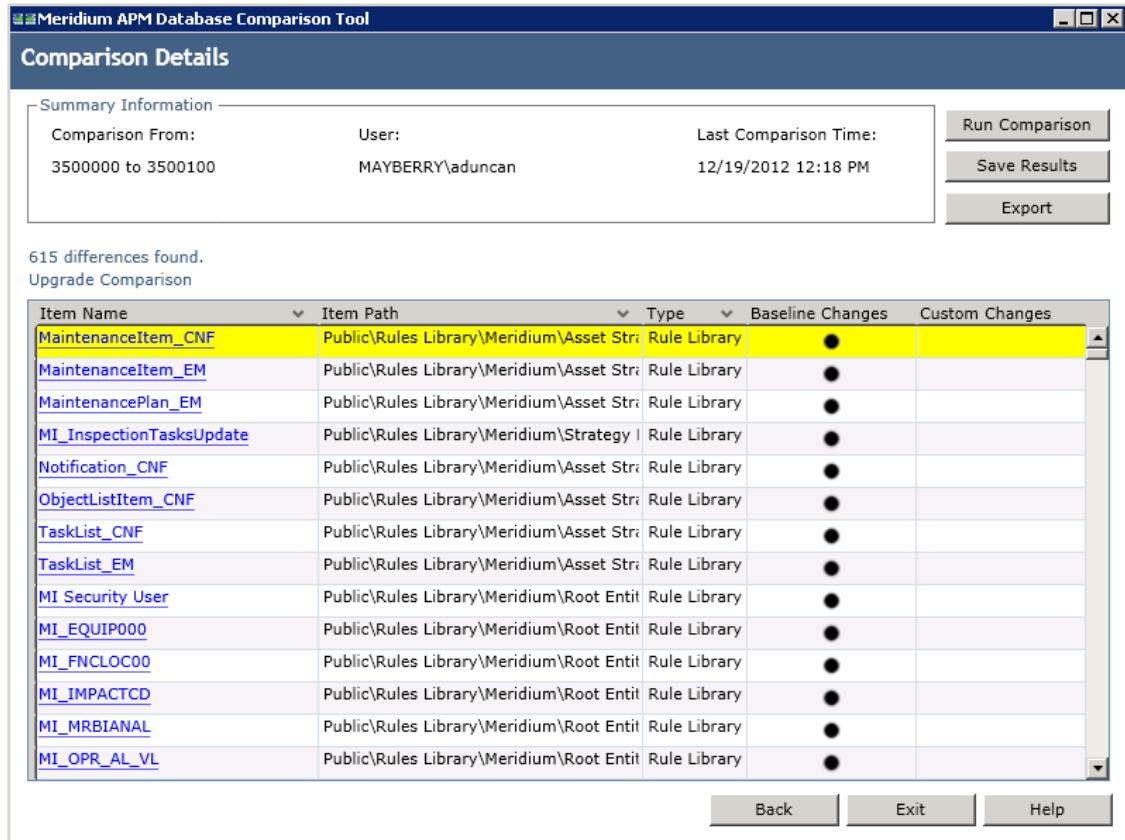 Meridium APM Database Comparison Tool
Comparison Details
Summary Information
Comparison From: User: Last Comparison Time:
3500000 to 3500100 MAYBERRY\aduncan 12/19/2012 12:18 PM
Run Comparison
Save Results
Export
615 differences found.
Upgrade Comparison
Item Name Item Path Type Baseline Changes Custom Changes
MaintenanceItem_CNF Public\Rules Library\Meridium\Asset Stra Rule Library
MaintenanceItem_EM Public\Rules Library\Meridium\Asset Stra Rule Library
MaintenancePlan_EM Public\Rules Library\Meridium\Asset Stra Rule Library
MI_InspectionTasksUpdate Public\Rules Library\Meridium\Strategy Rule Library
Notification_CNF Public\Rules Library\Meridium\Asset Stra Rule Library
ObjectListItem_CNF Public\Rules Library\Meridium\Asset Stra Rule Library
TaskList_CNF Public\Rules Library\Meridium\Asset Stra Rule Library
TaskList_EM Public\Rules Library\Meridium\Asset Stra Rule Library
MI Security User Public\Rules Library\Meridium\Root Entit Rule Library
MI_EQUIP000 Public\Rules Library\Meridium\Root Entit Rule Library
MI_FNCLOC00 Public\Rules Library\Meridium\Root Entit Rule Library
MI_IMPACTCD Public\Rules Library\Meridium\Root Entit Rule Library
MI_MRBIANAL Public\Rules Library\Meridium\Root Entit Rule Library
MI_OPR_AL_VL Public\Rules Library\Meridium\Root Entit Rule Library
Back Exit Help